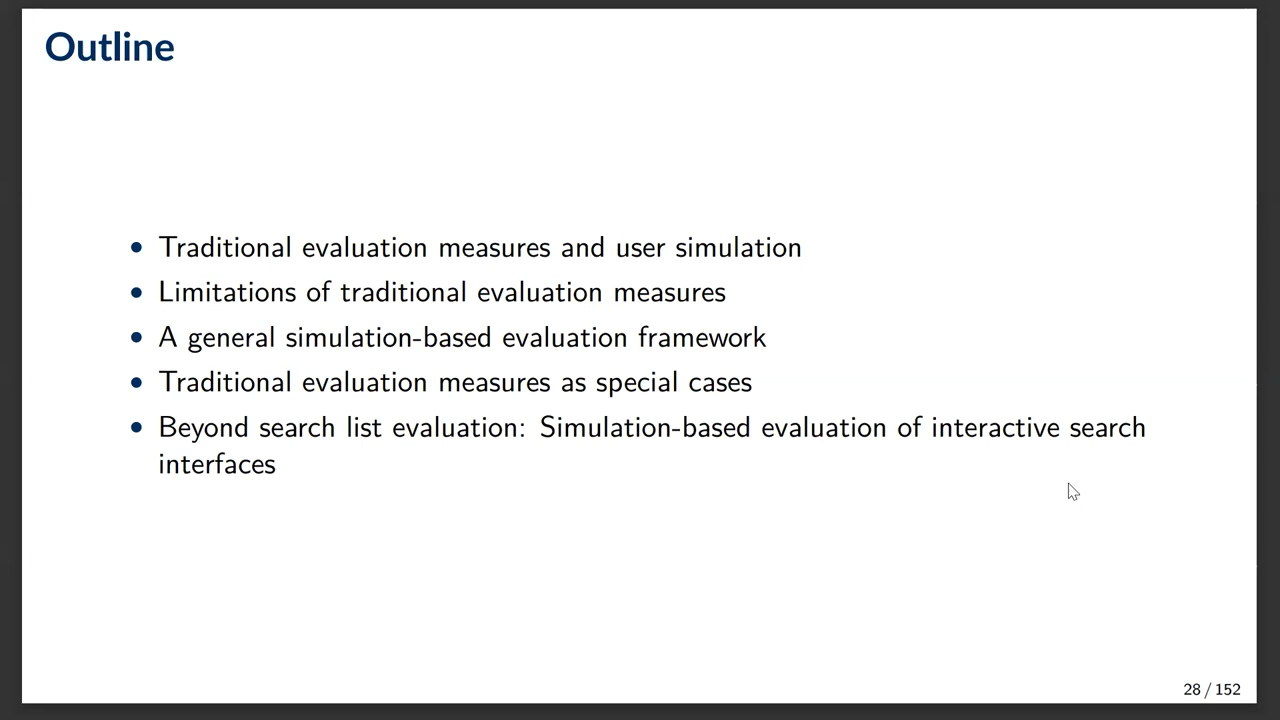 Outline
• Traditional evaluation measures and user simulation
• Limitations of traditional evaluation measures
• A general simulation-based evaluation framework
• Traditional evaluation measures as special cases
• Beyond search list evaluation: Simulation-based evaluation of interactive search
interfaces
28 / 152